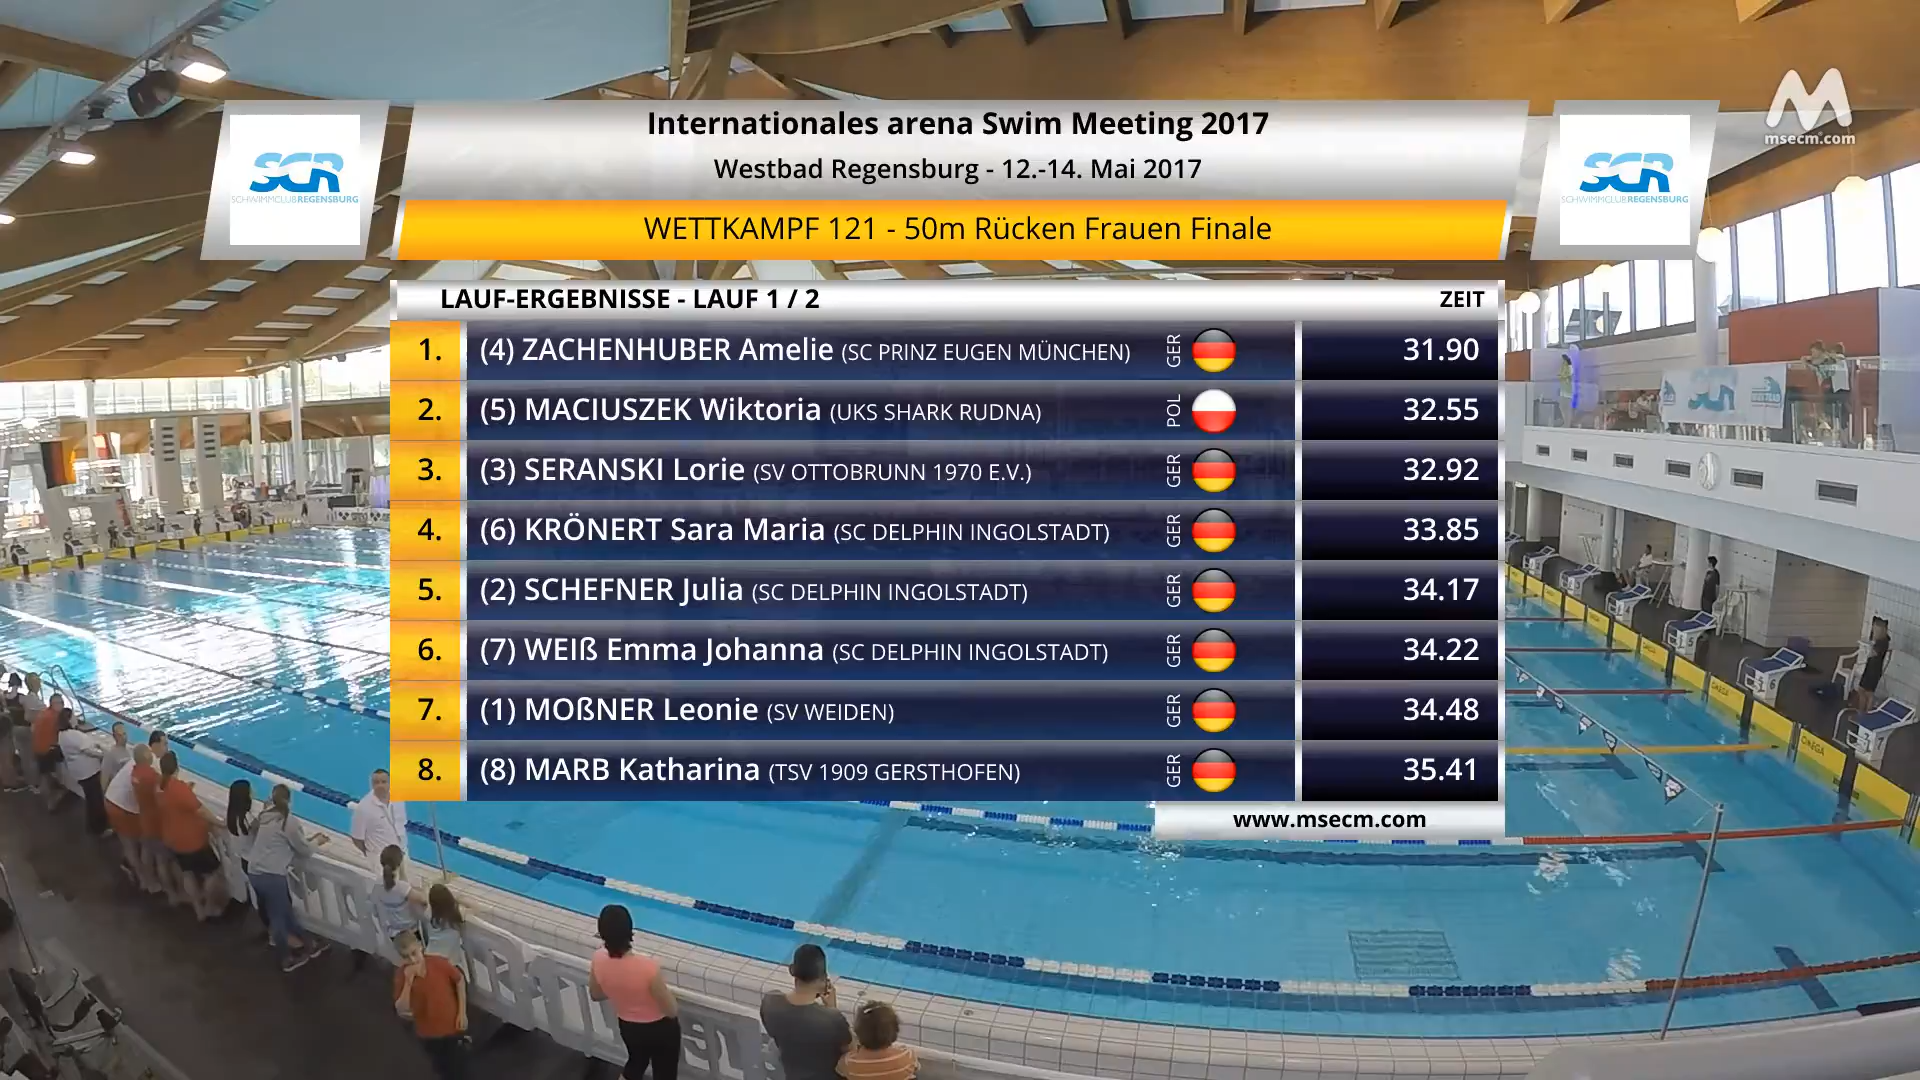 msecm.com
SCR
SCHWIMMCLUBREGENSBURG
Internationales arena Swim Meeting 2017
Westbad Regensburg - 12.-14. Mai 2017
WETTKAMPF 121 - 50m Rücken Frauen Finale
SCR
SCHWIMMCLUBREGENSBURG
LAUF-ERGEBNISSE - LAUF 1 / 2 ZEIT
1. (4) ZACHENHUBER Amelie (SC PRINZ EUGEN MÜNCHEN) GER 31.90
2. (5) MACIUSZEK Wiktoria (UKS SHARK RUDNA) POL 32.55
3. (3) SERANSKI Lorie (SV OTTOBRUNN 1970 E.V.) GER 32.92
4. (6) KRÖNERT Sara Maria (SC DELPHIN INGOLSTADT) GER 33.85
5. (2) SCHEFNER Julia (SC DELPHIN INGOLSTADT) GER 34.17
6. (7) WEIß Emma Johanna (SC DELPHIN INGOLSTADT) GER 34.22
7. (1) MOßNER Leonie (SV WEIDEN) GER 34.48
8. (8) MARB Katharina (TSV 1909 GERSTHOFEN) GER 35.41
www.msecm.com